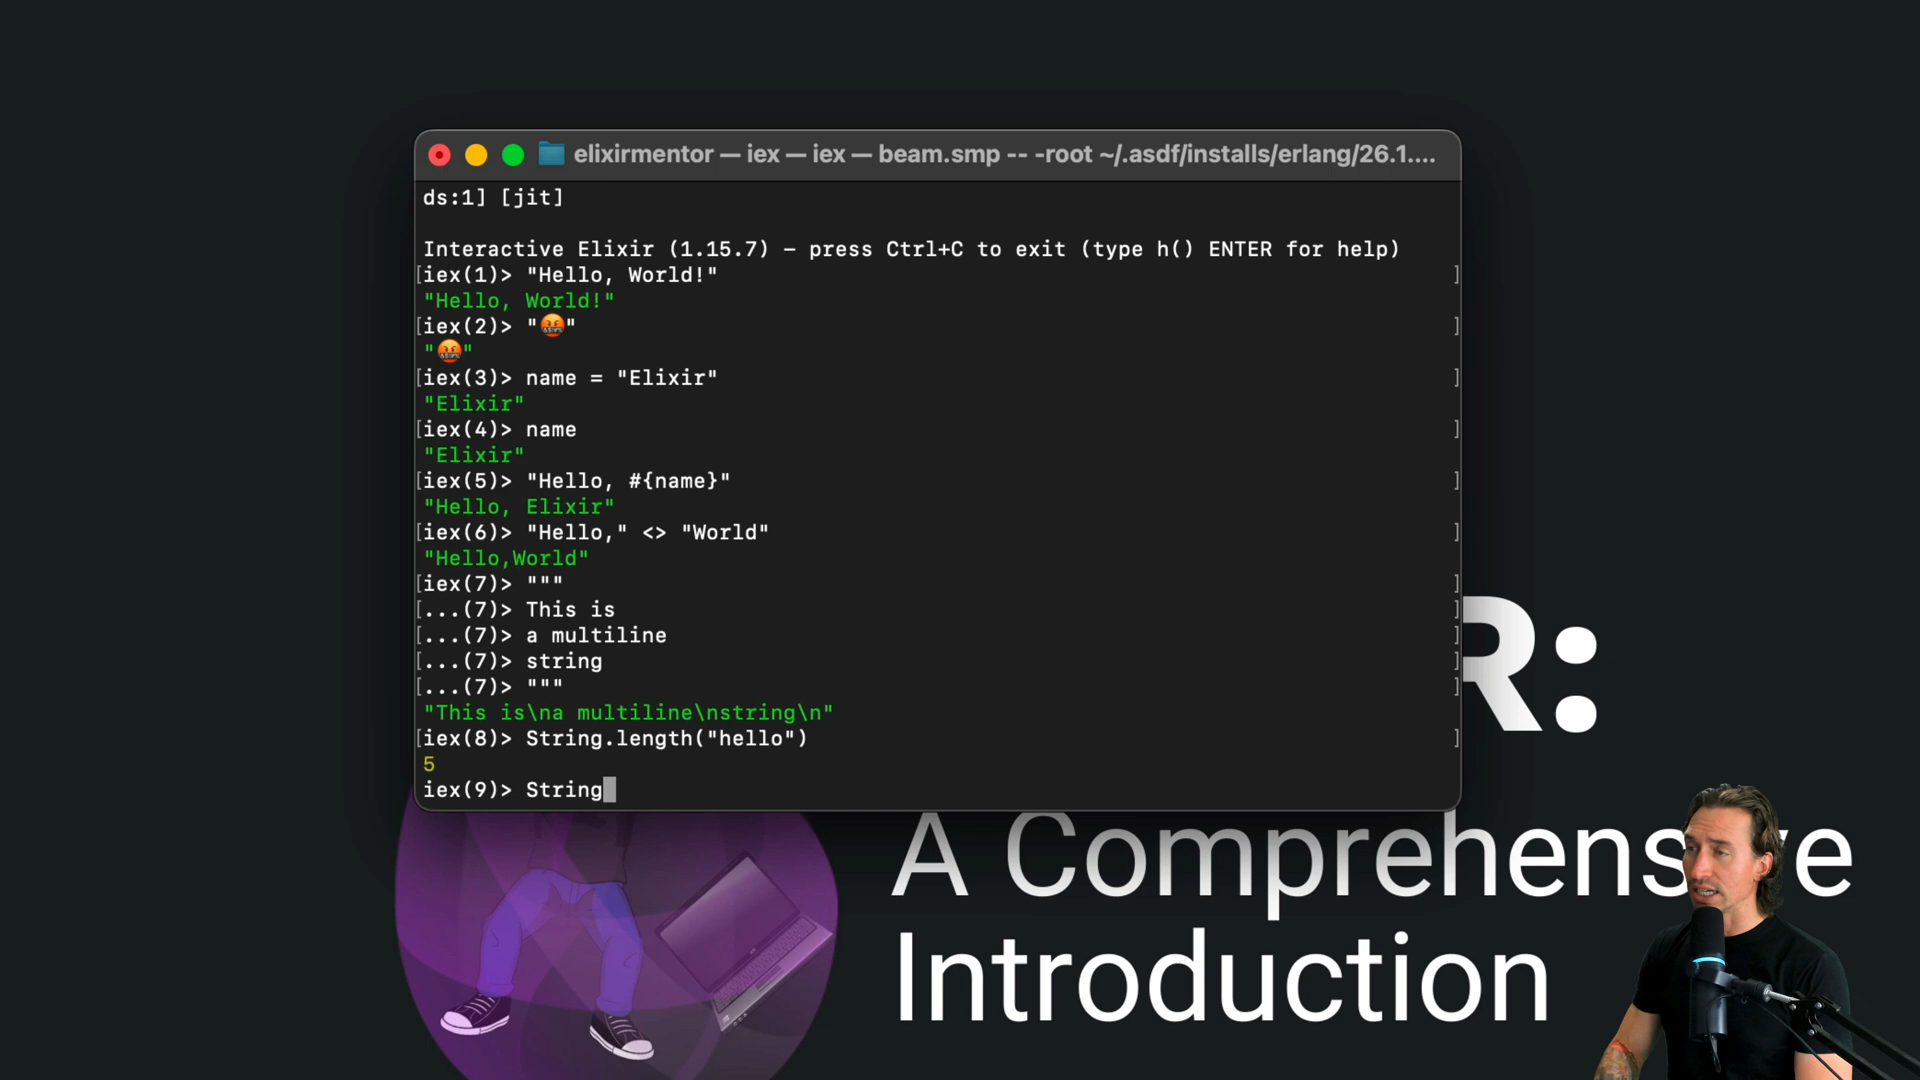 elixirmentor — iex — iex — beam.smp -- -root ~/.asdf/installs/erlang/26.1....
ds:1] [jit]
Interactive Elixir (1.15.7) - press Ctrl+C to exit (type h() ENTER for help)
[iex(1)> "Hello, World!" ]
"Hello, World!"
[iex(2)> "🤬" ]
"🤬"
[iex(3)> name = "Elixir" ]
"Elixir"
[iex(4)> name ]
"Elixir"
[iex(5)> "Hello, #{name}" ]
"Hello, Elixir"
[iex(6)> "Hello," <> "World" ]
"Hello,World"
[iex(7)> """ ]
[...(7)> This is ]
[...(7)> a multiline ]
[...(7)> string ]
[...(7)> """ ]
"This is\na multiline\nstring\n"
[iex(8)> String.length("hello") ]
5
iex(9)> String
R:
A Comprehens ve
Introduction